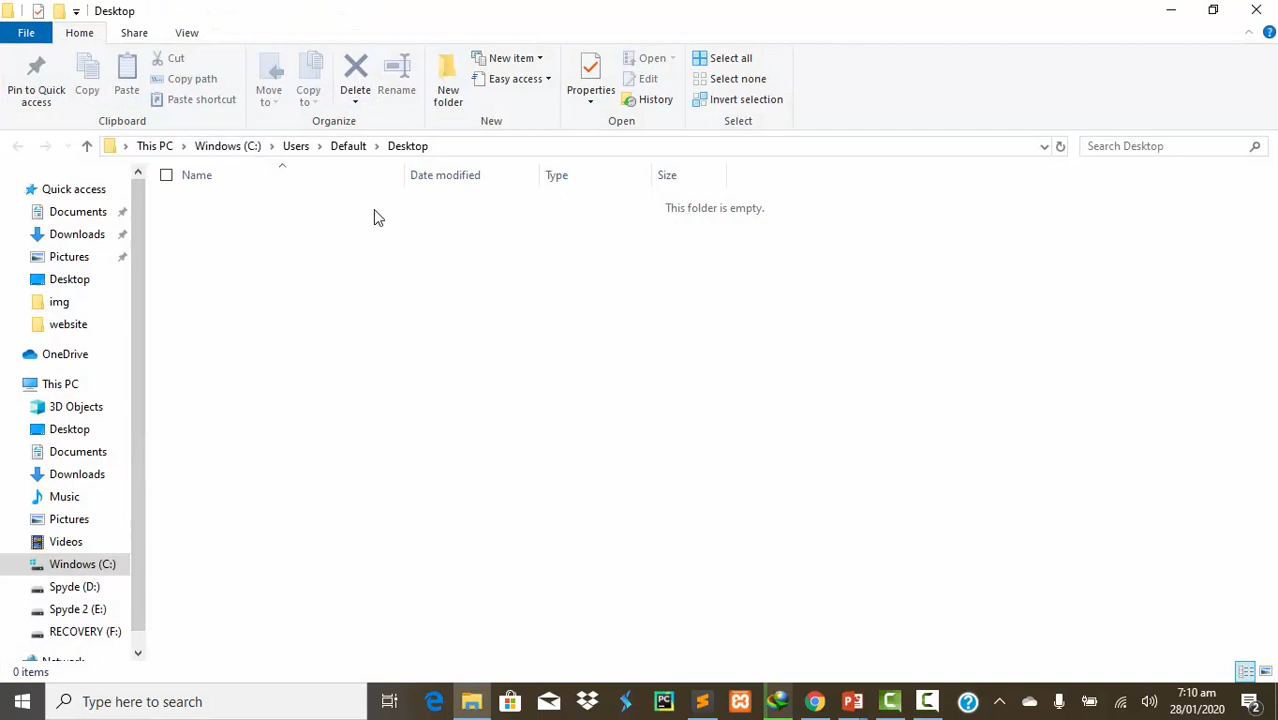 Desktop
File Home Share View
Pin to Quick access
Copy
Paste
Cut
Copy path
Paste shortcut
Clipboard
Move to
Copy to
Delete
Rename
Organize
New folder
New item
Easy access
New
Properties
Open
Edit
History
Open
Select all
Select none
Invert selection
Select
This PC Windows (C:) Users Default Desktop
Search Desktop
Name Date modified Type Size
This folder is empty.
Quick access
Documents
Downloads
Pictures
Desktop
img
website
OneDrive
This PC
3D Objects
Desktop
Documents
Downloads
Music
Pictures
Videos
Windows (C:)
Spyde (D:)
Spyde 2 (E:)
RECOVERY (F:)
Network
0 items
Type here to search
PC
7:10 am
28/01/2020
2